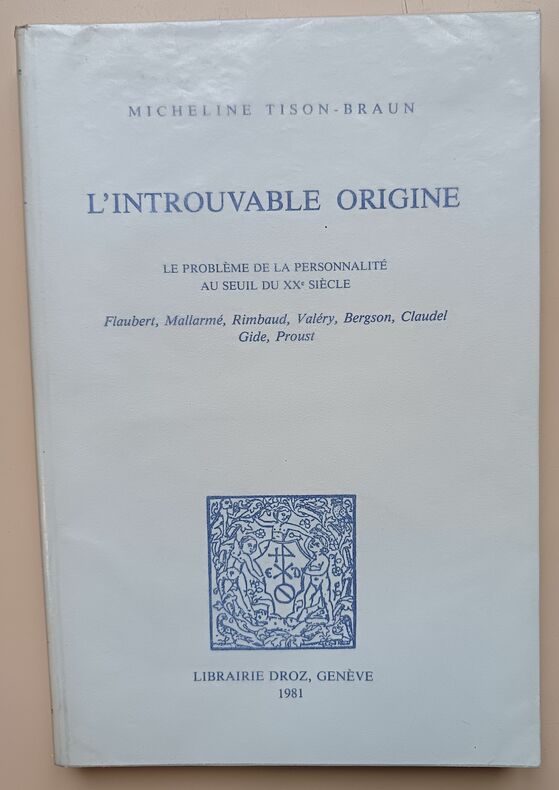 MICHELINE TISON-BRAUN
L'INTROUVABLE ORIGINE
LE PROBLÈME DE LA PERSONNALITÉ
AU SEUIL DU XXe SIÈCLE
Flaubert, Mallarmé, Rimbaud, Valéry, Bergson, Claudel
Gide, Proust
E D
LIBRAIRIE DROZ, GENÈVE
1981